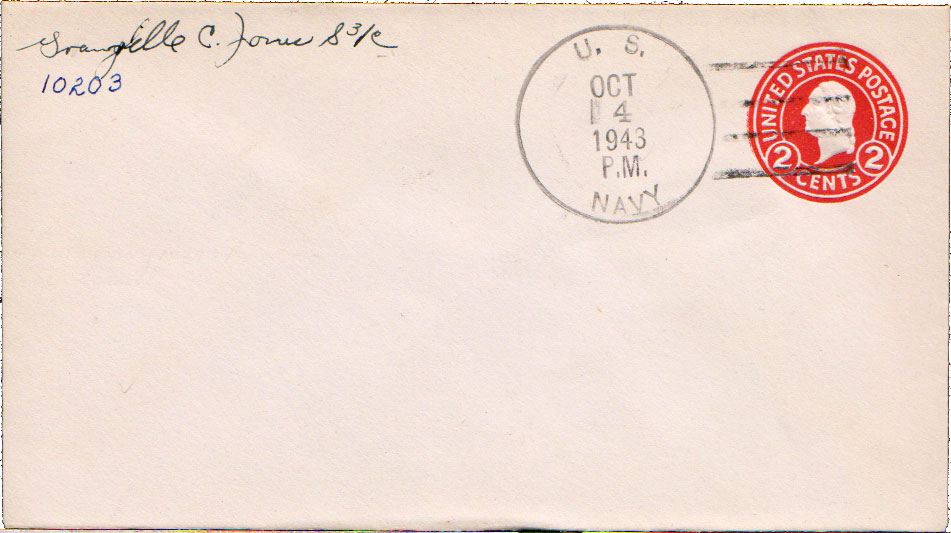 Granville C. Jones S3/c
10203
U. S.
OCT
4
1943
P.M.
NAVY
UNITED STATES POSTAGE
2 CENTS 2